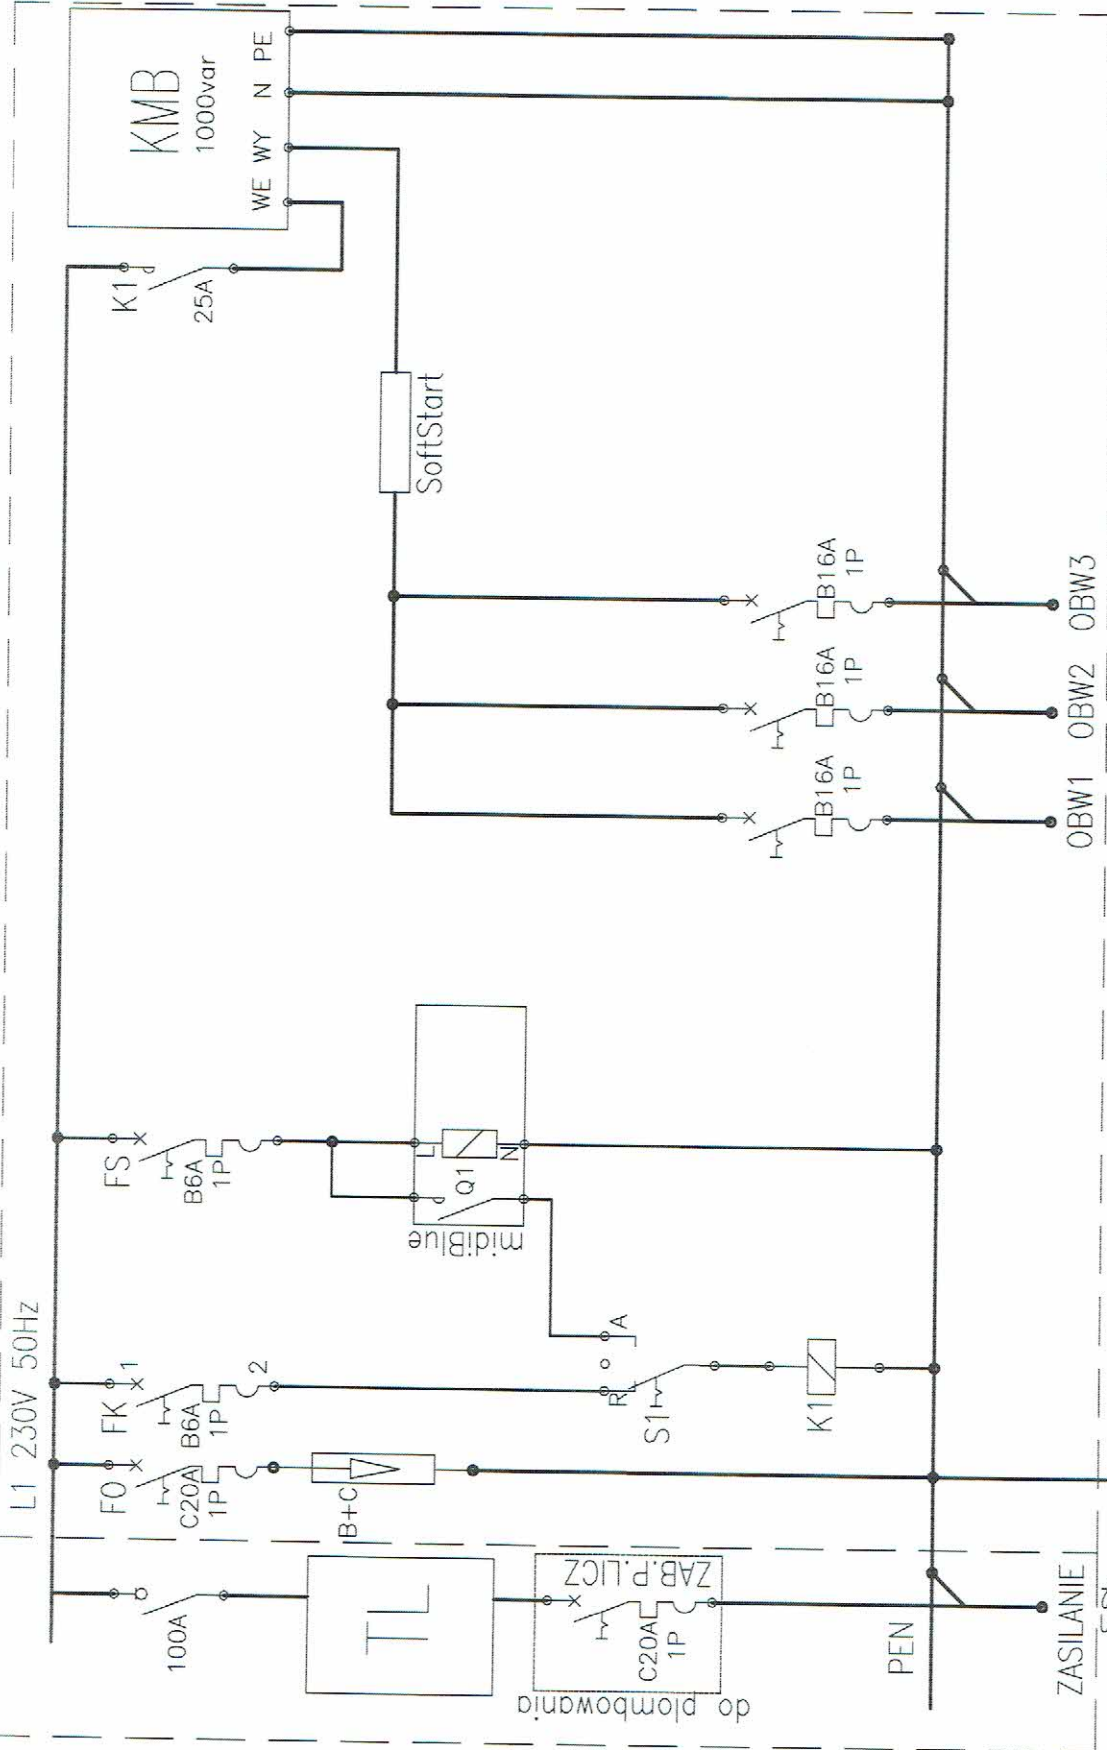 L1 230V 50Hz
100A
TL
do plombowania
ZAB.P.LICZ
C20A
1P
PEN
ZASILANIE
F0
C20A
1P
B+C
FK
1
B6A
1P
2
R
A
S1
K1
FS
B6A
1P
midiBlue
Q1
L
N
B16A
1P
OBW1
B16A
1P
OBW2
B16A
1P
OBW3
SoftStart
K1
25A
KMB
1000var
WE WY N PE